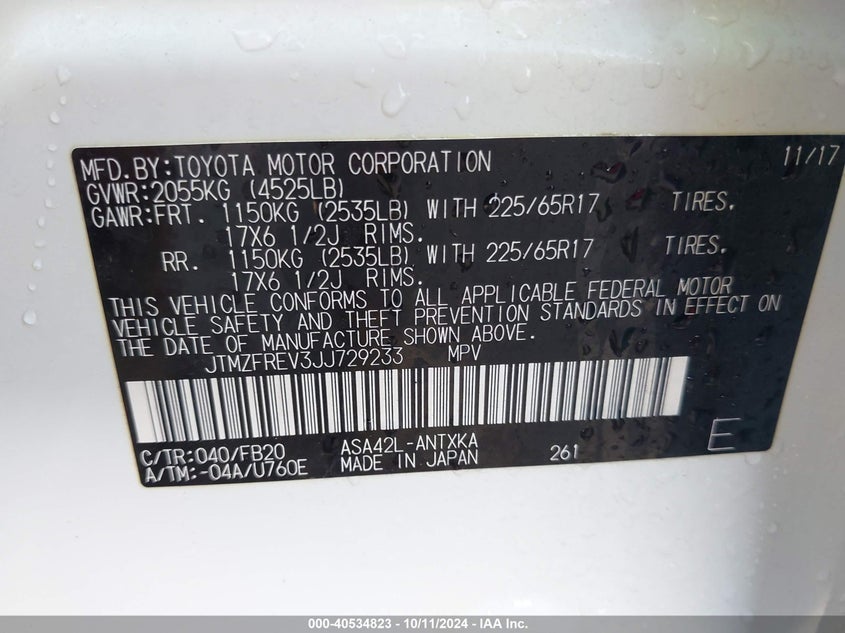 MFD.BY:TOYOTA MOTOR CORPORATION 11/17
GVWR:2055KG (4525LB)
GAWR:FRT. 1150KG (2535LB) WITH 225/65R17 TIRES.
17X6 1/2J RIMS.
RR. 1150KG (2535LB) WITH 225/65R17 TIRES.
17X6 1/2J RIMS.
THIS VEHICLE CONFORMS TO ALL APPLICABLE FEDERAL MOTOR
VEHICLE SAFETY AND THEFT PREVENTION STANDARDS IN EFFECT ON
THE DATE OF MANUFACTURE SHOWN ABOVE.
JTMZFREV3JJ729233 MPV
C/TR:040/FB20 ASA42L-ANTXKA 261 E
A/TM:-04A/U760E MADE IN JAPAN
000-40534823 - 10/11/2024 - IAA Inc.